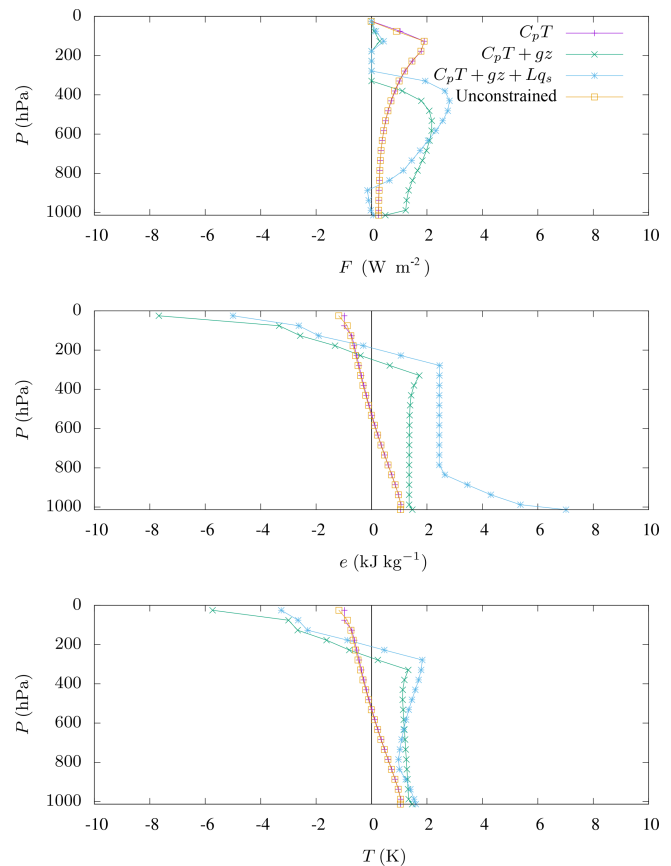 0
200
400
600
800
1000
P (hPa)
C_pT
C_pT + gz
C_pT + gz + Lq_s
Unconstrained
-10 -8 -6 -4 -2 0 2 4 6 8 10
F (W m⁻²)
0
200
400
600
800
1000
P (hPa)
-10 -8 -6 -4 -2 0 2 4 6 8 10
e (kJ kg⁻¹)
0
200
400
600
800
1000
P (hPa)
-10 -8 -6 -4 -2 0 2 4 6 8 10
T (K)